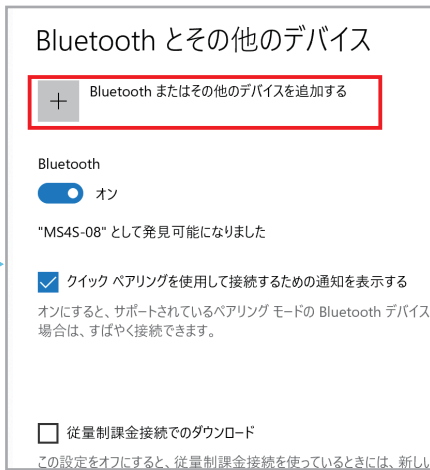 Bluetooth とその他のデバイス
Bluetooth またはその他のデバイスを追加する
Bluetooth
オン
"MS4S-08" として発見可能になりました
クイック ペアリングを使用して接続するための通知を表示する
オンにすると、サポートされているペアリング モードの Bluetooth デバイス
場合は、すばやく接続できます。
従量制課金接続でのダウンロード
この設定をオフにすると、従量制課金接続を使っているときには、新しい